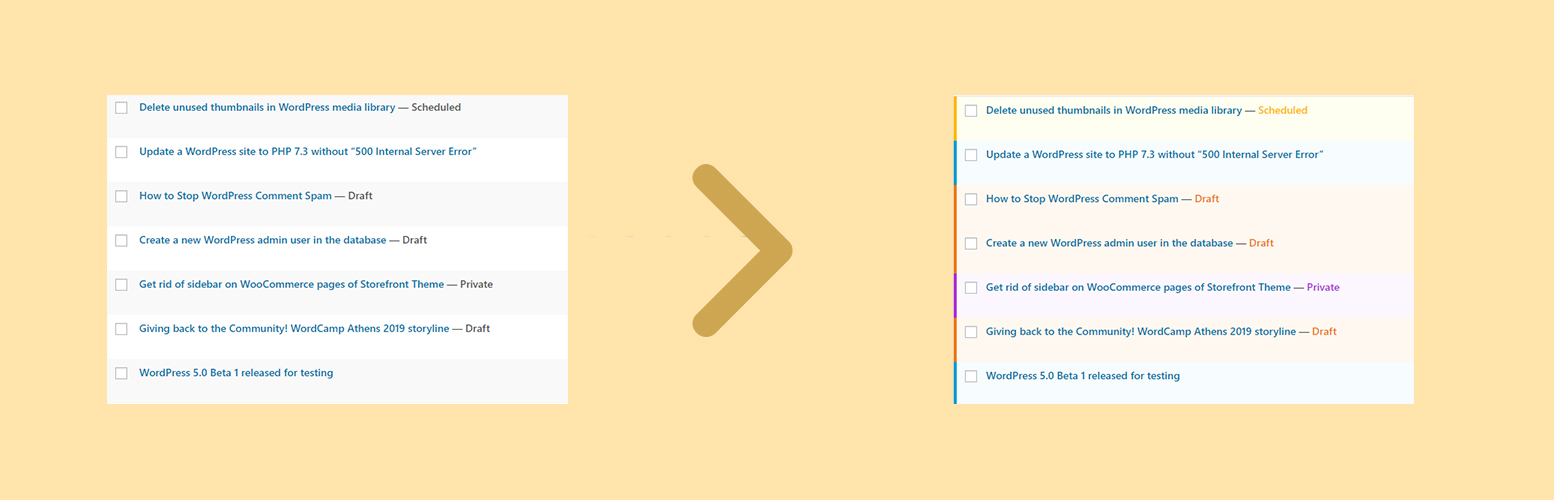 Delete unused thumbnails in WordPress media library — Scheduled
Update a WordPress site to PHP 7.3 without “500 Internal Server Error”
How to Stop WordPress Comment Spam — Draft
Create a new WordPress admin user in the database — Draft
Get rid of sidebar on WooCommerce pages of Storefront Theme — Private
Giving back to the Community! WordCamp Athens 2019 storyline — Draft
WordPress 5.0 Beta 1 released for testing
Delete unused thumbnails in WordPress media library — Scheduled
Update a WordPress site to PHP 7.3 without “500 Internal Server Error”
How to Stop WordPress Comment Spam — Draft
Create a new WordPress admin user in the database — Draft
Get rid of sidebar on WooCommerce pages of Storefront Theme — Private
Giving back to the Community! WordCamp Athens 2019 storyline — Draft
WordPress 5.0 Beta 1 released for testing